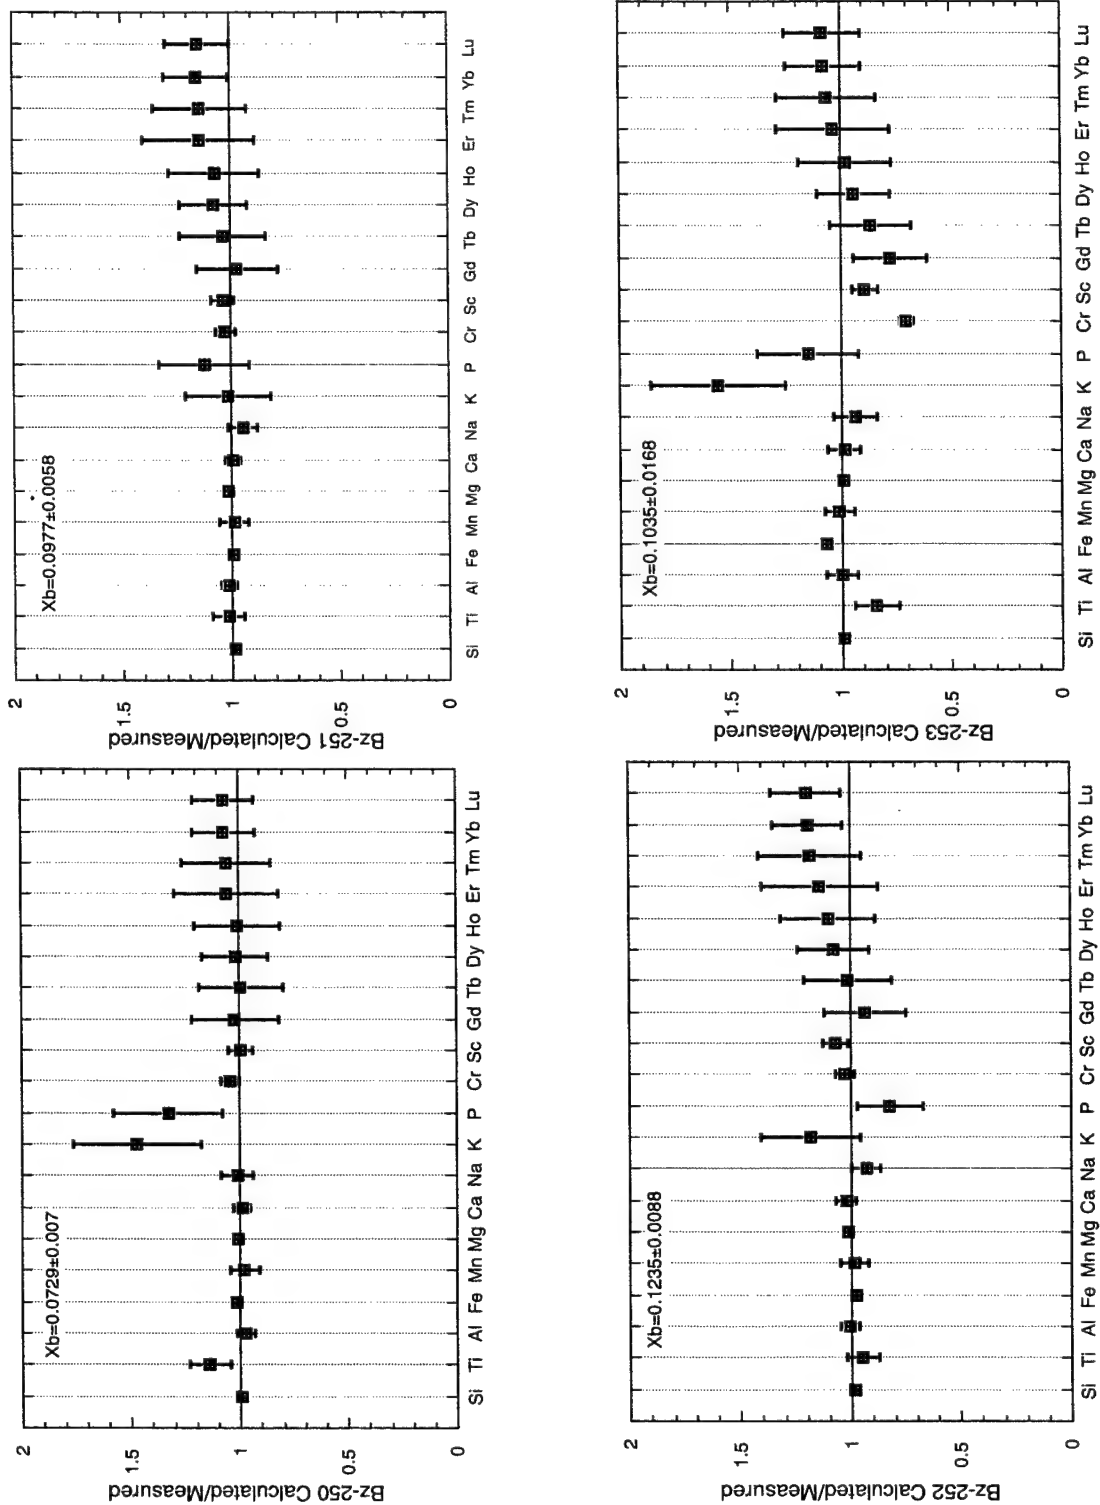 Bz-250 Calculated/Measured
2
1.5
1
0.5
0
Xb=0.0729±0.007
Si Ti Al Fe Mn Mg Ca Na K P Cr Sc Gd Tb Dy Ho Er Tm Yb Lu
Bz-251 Calculated/Measured
2
1.5
1
0.5
0
Xb=0.0977±0.0058
Si Ti Al Fe Mn Mg Ca Na K P Cr Sc Gd Tb Dy Ho Er Tm Yb Lu
Bz-252 Calculated/Measured
2
1.5
1
0.5
0
Xb=0.1235±0.0088
Si Ti Al Fe Mn Mg Ca Na K P Cr Sc Gd Tb Dy Ho Er Tm Yb Lu
Bz-253 Calculated/Measured
2
1.5
1
0.5
0
Xb=0.1035±0.0168
Si Ti Al Fe Mn Mg Ca Na K P Cr Sc Gd Tb Dy Ho Er Tm Yb Lu